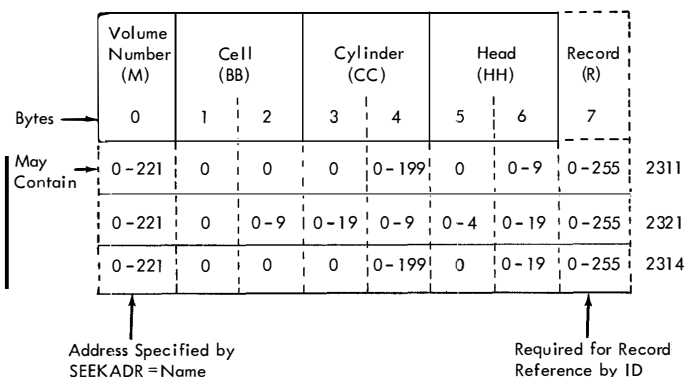 Volume Number (M) Cell (BB) Cylinder (CC) Head (HH) Record (R)
Bytes 0 1 2 3 4 5 6 7
May Contain 0-221 0 0 0 0-199 0 0-9 0-255 2311
0-221 0 0-9 0-19 0-9 0-4 0-19 0-255 2321
0-221 0 0 0 0-199 0 0-19 0-255 2314
Address Specified by
SEEKADR=Name
Required for Record
Reference by ID